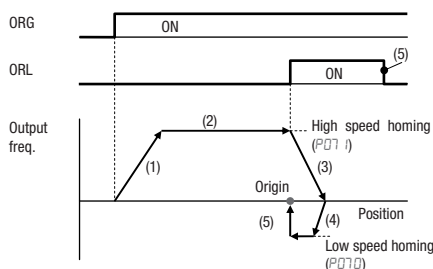 ORG
ON
(5)
ORL
ON
Output
freq.
(2)
High speed homing
(P071)
(1)
(3)
Origin
Position
(5)
(4)
Low speed homing
(P070)